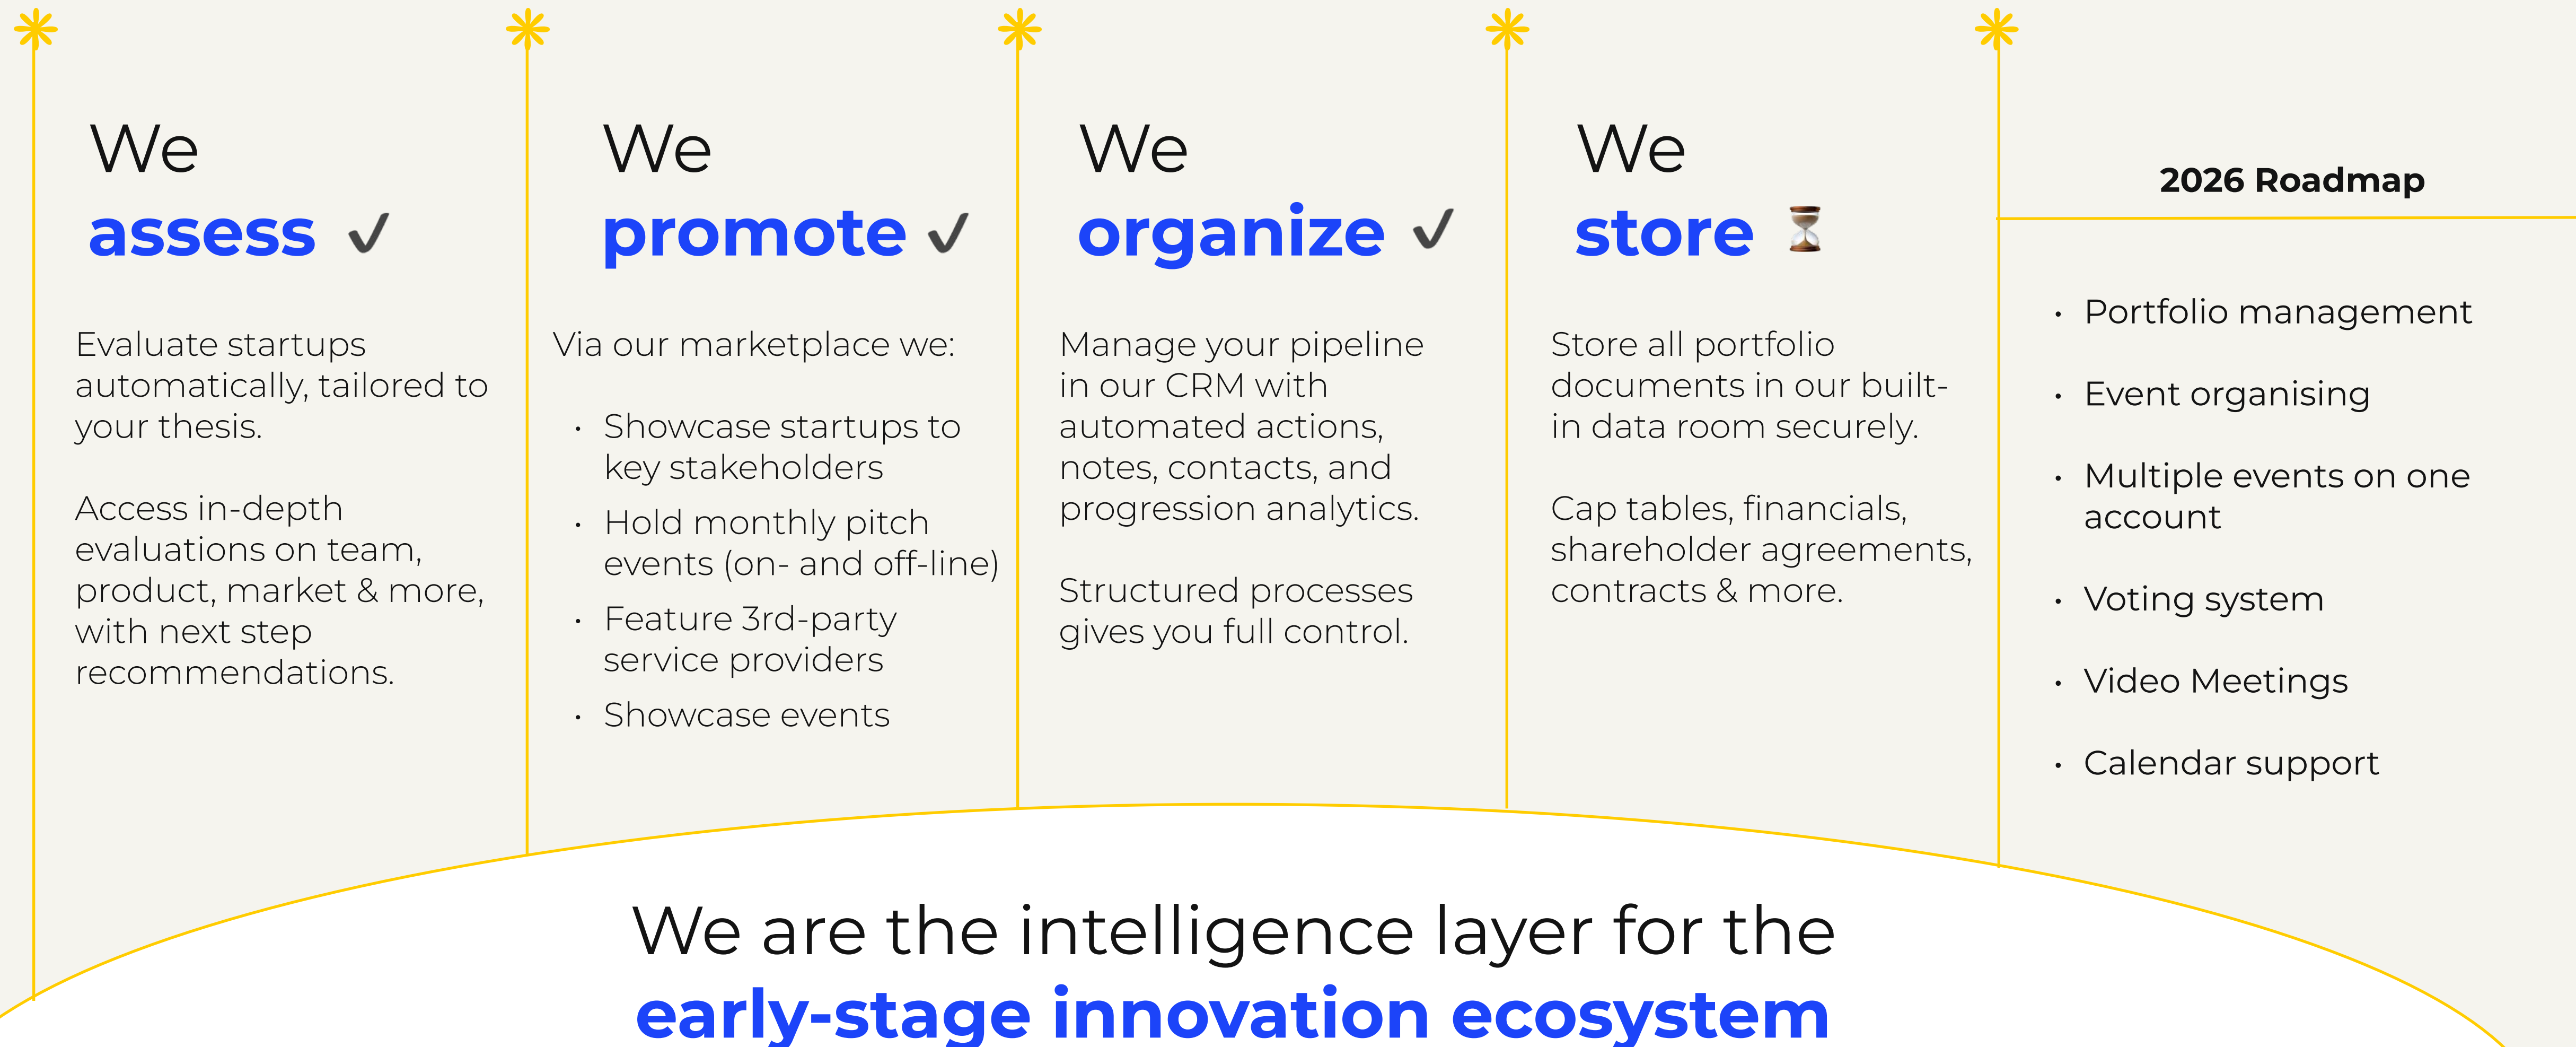 We
assess ✔
Evaluate startups
automatically, tailored to
your thesis.
Access in-depth
evaluations on team,
product, market & more,
with next step
recommendations.
We
promote ✔
Via our marketplace we:
• Showcase startups to
key stakeholders
• Hold monthly pitch
events (on- and off-line)
• Feature 3rd-party
service providers
• Showcase events
We
organize ✔
Manage your pipeline
in our CRM with
automated actions,
notes, contacts, and
progression analytics.
Structured processes
gives you full control.
We
store ⏳
Store all portfolio
documents in our built-
in data room securely.
Cap tables, financials,
shareholder agreements,
contracts & more.
2026 Roadmap
• Portfolio management
• Event organising
• Multiple events on one
account
• Voting system
• Video Meetings
• Calendar support
We are the intelligence layer for the
early-stage innovation ecosystem